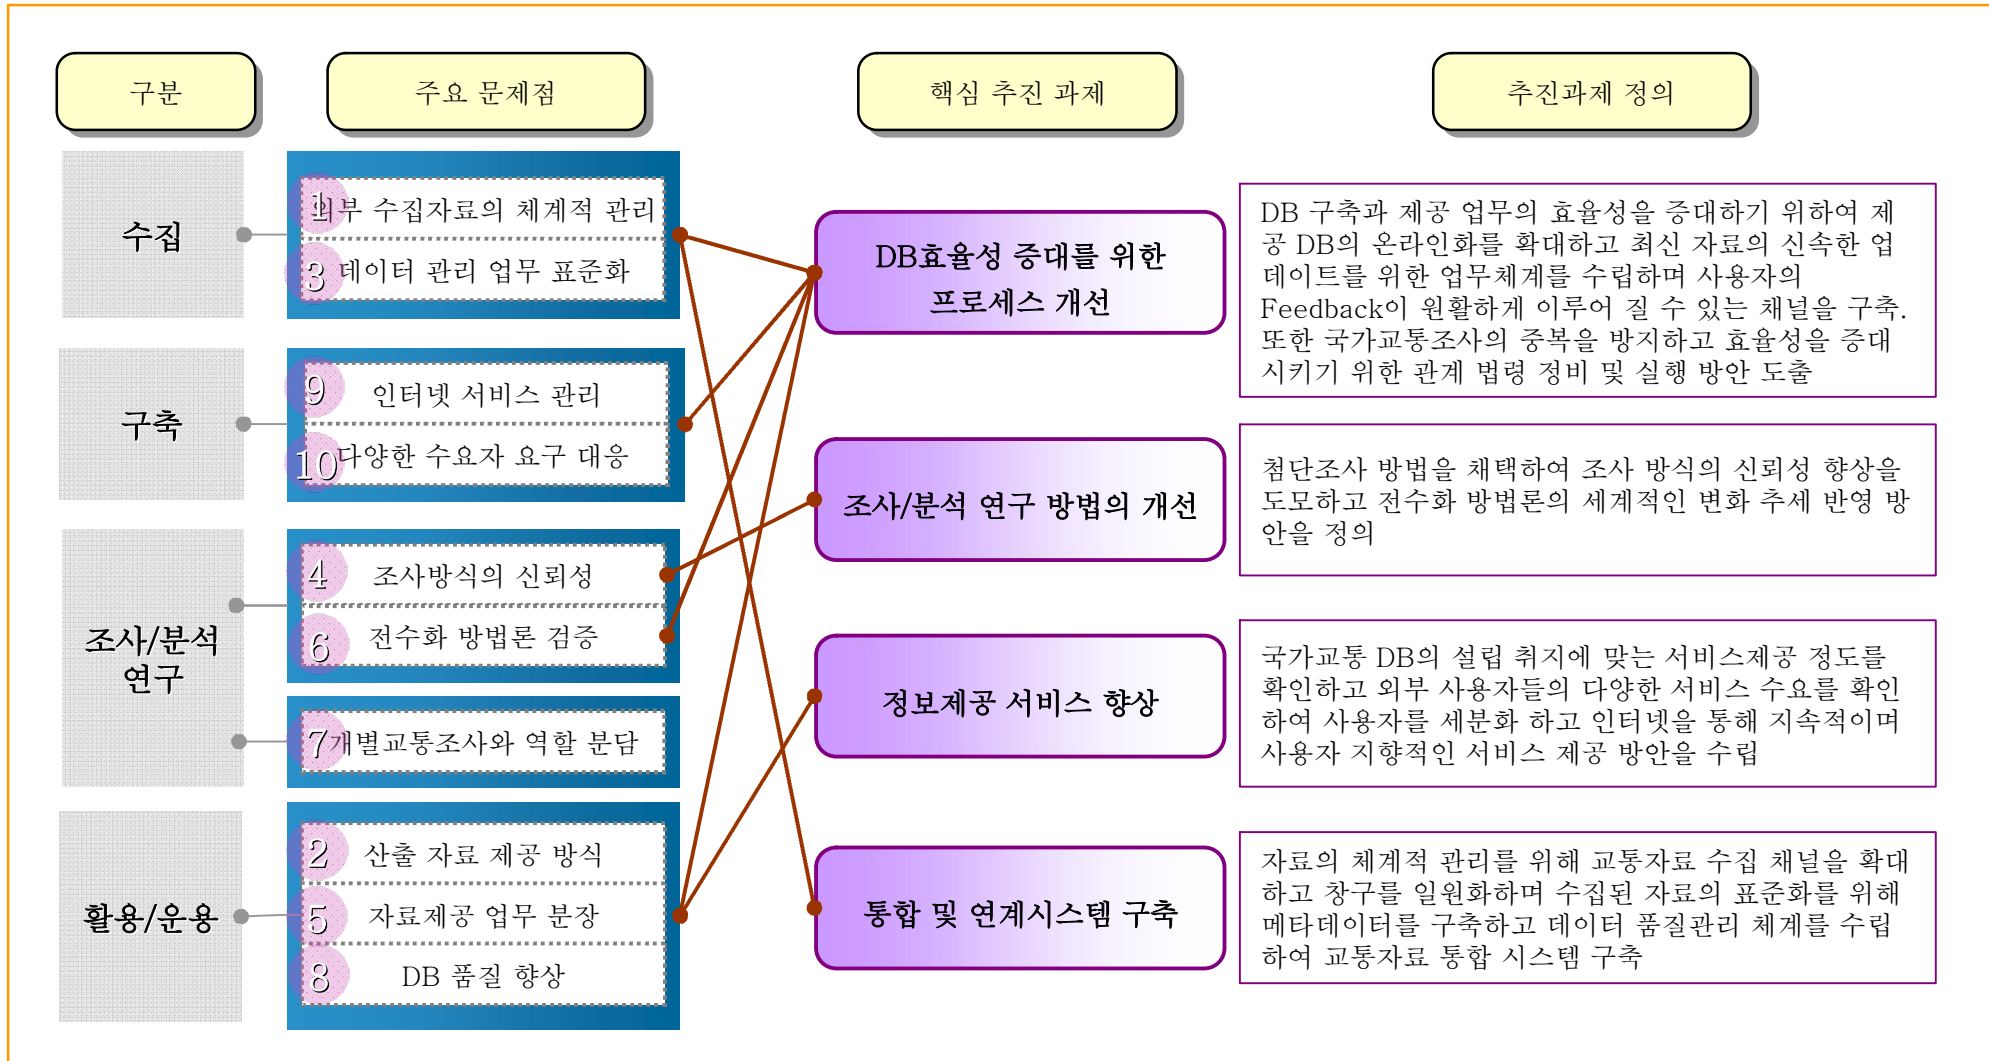 구분
주요 문제점
핵심 추진 과제
추진과제 정의
수집
1 외부 수집자료의 체계적 관리
3 데이터 관리 업무 표준화
구축
9 인터넷 서비스 관리
10 다양한 수요자 요구 대응
조사/분석
연구
4 조사방식의 신뢰성
6 전수화 방법론 검증
7 개별교통조사와 역할 분담
활용/운용
2 산출 자료 제공 방식
5 자료제공 업무 분장
8 DB 품질 향상
DB효율성 증대를 위한
프로세스 개선
조사/분석 연구 방법의 개선
정보제공 서비스 향상
통합 및 연계시스템 구축
DB 구축과 제공 업무의 효율성을 증대하기 위하여 제
공 DB의 온라인화를 확대하고 최신 자료의 신속한 업
데이트를 위한 업무체계를 수립하며 사용자의
Feedback이 원활하게 이루어 질 수 있는 채널을 구축.
또한 국가교통조사의 중복을 방지하고 효율성을 증대
시키기 위한 관계 법령 정비 및 실행 방안 도출
첨단조사 방법을 채택하여 조사 방식의 신뢰성 향상을
도모하고 전수화 방법론의 세계적인 변화 추세 반영 방
안을 정의
국가교통 DB의 설립 취지에 맞는 서비스제공 정도를
확인하고 외부 사용자들의 다양한 서비스 수요를 확인
하여 사용자를 세분화 하고 인터넷을 통해 지속적이며
사용자 지향적인 서비스 제공 방안을 수립
자료의 체계적 관리를 위해 교통자료 수집 채널을 확대
하고 창구를 일원화하며 수집된 자료의 표준화를 위해
메타데이터를 구축하고 데이터 품질관리 체계를 수립
하여 교통자료 통합 시스템 구축